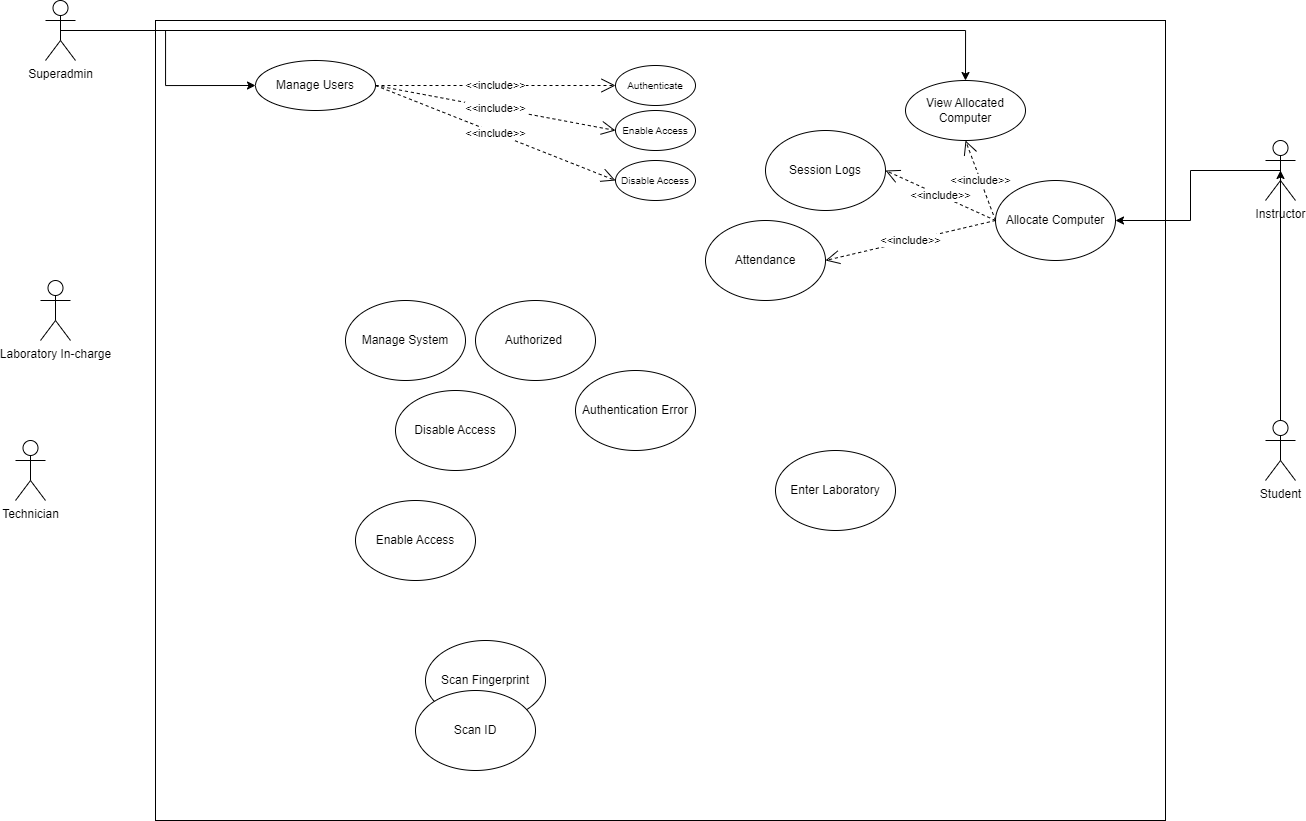 Superadmin
Manage Users
<<include>>
Authenticate
<<include>>
Enable Access
<<include>>
Disable Access
View Allocated
Computer
Session Logs
<<include>>
<<include>>
Allocate Computer
Instructor
<<include>>
Attendance
Laboratory In-charge
Manage System
Authorized
Authentication Error
Disable Access
Technician
Enter Laboratory
Student
Enable Access
Scan Fingerprint
Scan ID